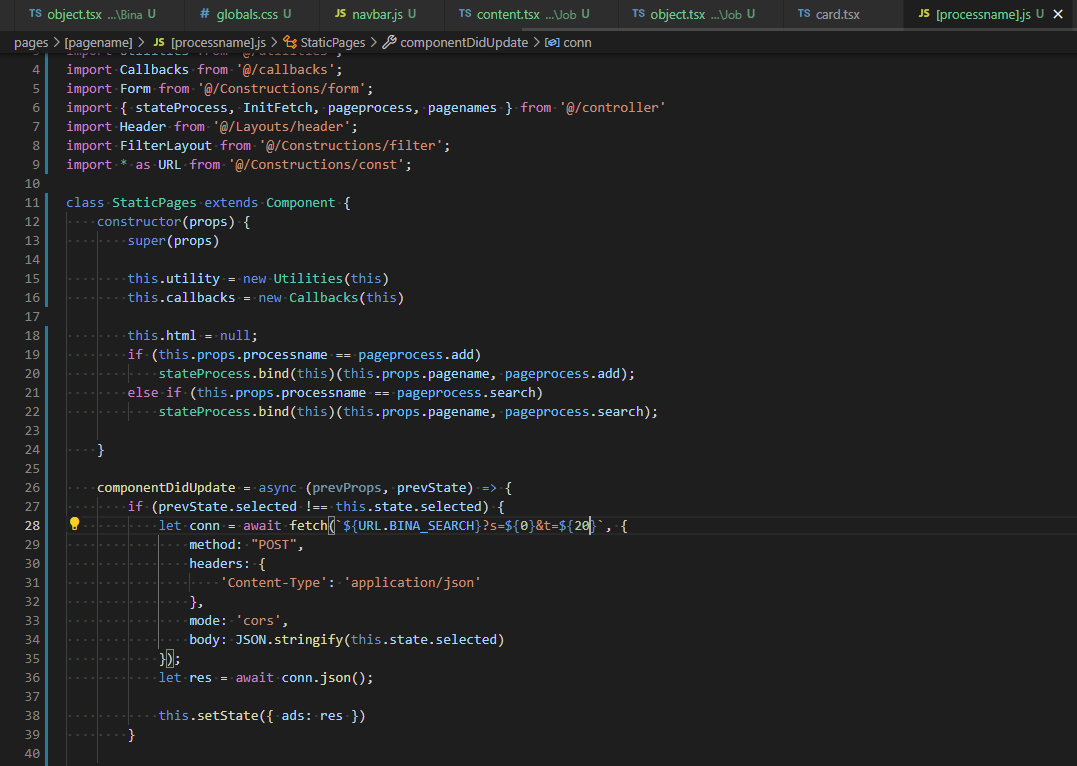 TS object.tsx ...\Bina U # globals.css U JS navbar.js U TS content.tsx ...\Job U TS object.tsx ...\Job U TS card.tsx JS [processname].js U
pages > [pagename] > JS [processname].js > StaticPages > componentDidUpdate > conn
4 import Callbacks from '@/callbacks';
5 import Form from '@/Constructions/form';
6 import { stateProcess, InitFetch, pageprocess, pagenames } from '@/controller'
7 import Header from '@/Layouts/header';
8 import FilterLayout from '@/Constructions/filter';
9 import * as URL from '@/Constructions/const';
10
11 class StaticPages extends Component {
12 constructor(props) {
13 super(props)
14
15 this.utility = new Utilities(this)
16 this.callbacks = new Callbacks(this)
17
18 this.html = null;
19 if (this.props.processname == pageprocess.add)
20 stateProcess.bind(this)(this.props.pagename, pageprocess.add);
21 else if (this.props.processname == pageprocess.search)
22 stateProcess.bind(this)(this.props.pagename, pageprocess.search);
23
24 }
25
26 componentDidUpdate = async (prevProps, prevState) => {
27 if (prevState.selected !== this.state.selected) {
28 let conn = await fetch(`${URL.BINA_SEARCH}?s=${0}&t=${20}`, {
29 method: "POST",
30 headers: {
31 'Content-Type': 'application/json'
32 },
33 mode: 'cors',
34 body: JSON.stringify(this.state.selected)
35 });
36 let res = await conn.json();
37
38 this.setState({ ads: res })
39 }
40